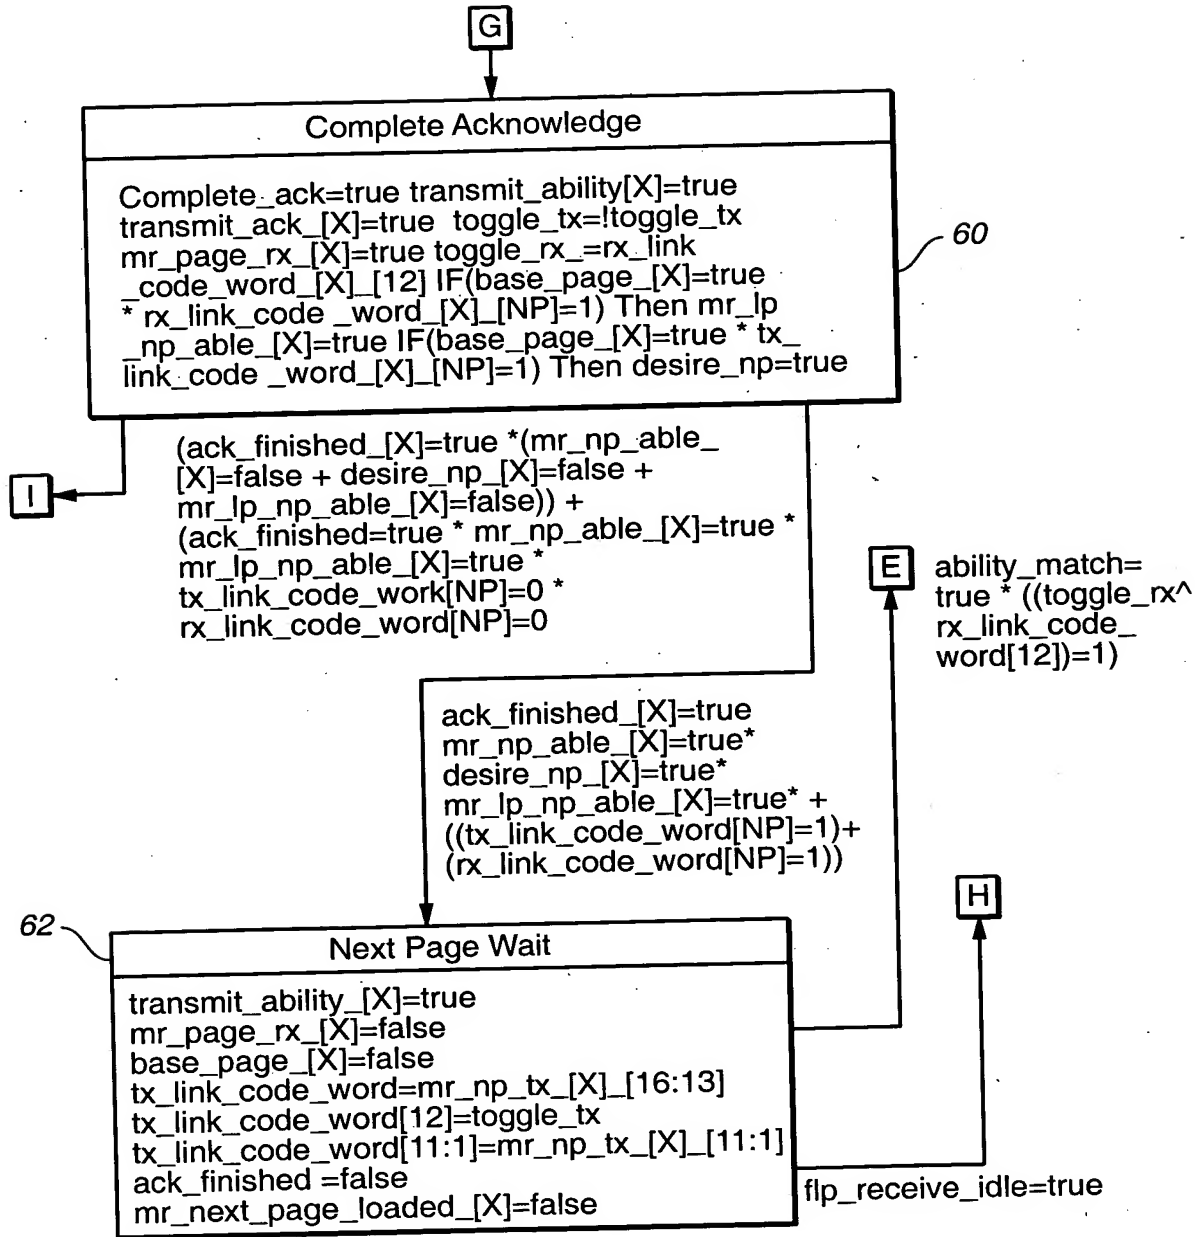 G
Complete Acknowledge
Complete_ack=true transmit_ability[X]=true
transmit_ack_[X]=true toggle_tx=!toggle_tx
mr_page_rx_[X]=true toggle_rx_=rx_link
_code_word_[X]_[12] IF(base_page_[X]=true
* rx_link_code _word_[X]_[NP]=1) Then mr_lp
_np_able_[X]=true IF(base_page_[X]=true * tx_
link_code _word_[X]_[NP]=1) Then desire_np=true
60
I
(ack_finished_[X]=true *(mr_np_able_
[X]=false + desire_np_[X]=false +
mr_lp_np_able_[X]=false)) +
(ack_finished=true * mr_np_able_[X]=true *
mr_lp_np_able_[X]=true *
tx_link_code_work[NP]=0 *
rx_link_code_word[NP]=0
E
ability_match=
true * ((toggle_rx^
rx_link_code_
word[12])=1)
ack_finished_[X]=true
mr_np_able_[X]=true*
desire_np_[X]=true*
mr_lp_np_able_[X]=true* +
((tx_link_code_word[NP]=1)+
(rx_link_code_word[NP]=1))
H
62
Next Page Wait
transmit_ability_[X]=true
mr_page_rx_[X]=false
base_page_[X]=false
tx_link_code_word=mr_np_tx_[X]_[16:13]
tx_link_code_word[12]=toggle_tx
tx_link_code_word[11:1]=mr_np_tx_[X]_[11:1]
ack_finished =false
mr_next_page_loaded_[X]=false
flp_receive_idle=true